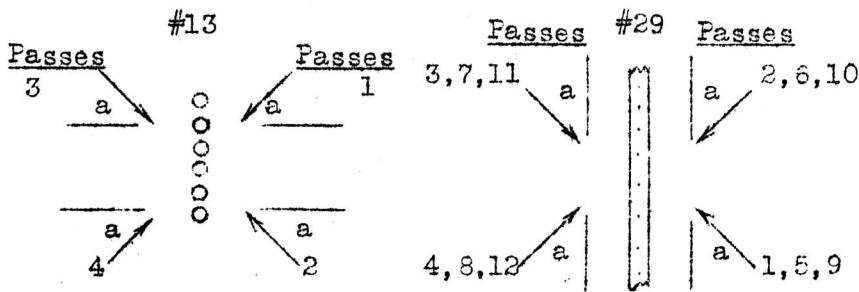 #13
Passes Passes
3 1
a a
a a
4 2
Passes #29 Passes
3,7,11 2,6,10
a a
4,8,12 a a 1,5,9